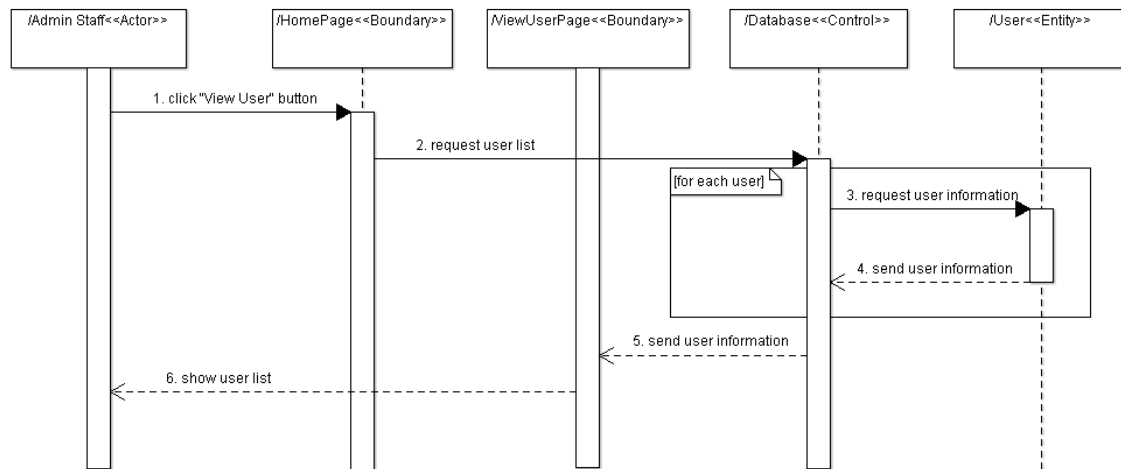 /Admin Staff<<Actor>>
/HomePage<<Boundary>>
/ViewUserPage<<Boundary>>
/Database<<Control>>
/User<<Entity>>
1. click "View User" button
2. request user list
[for each user]
3. request user information
4. send user information
5. send user information
6. show user list